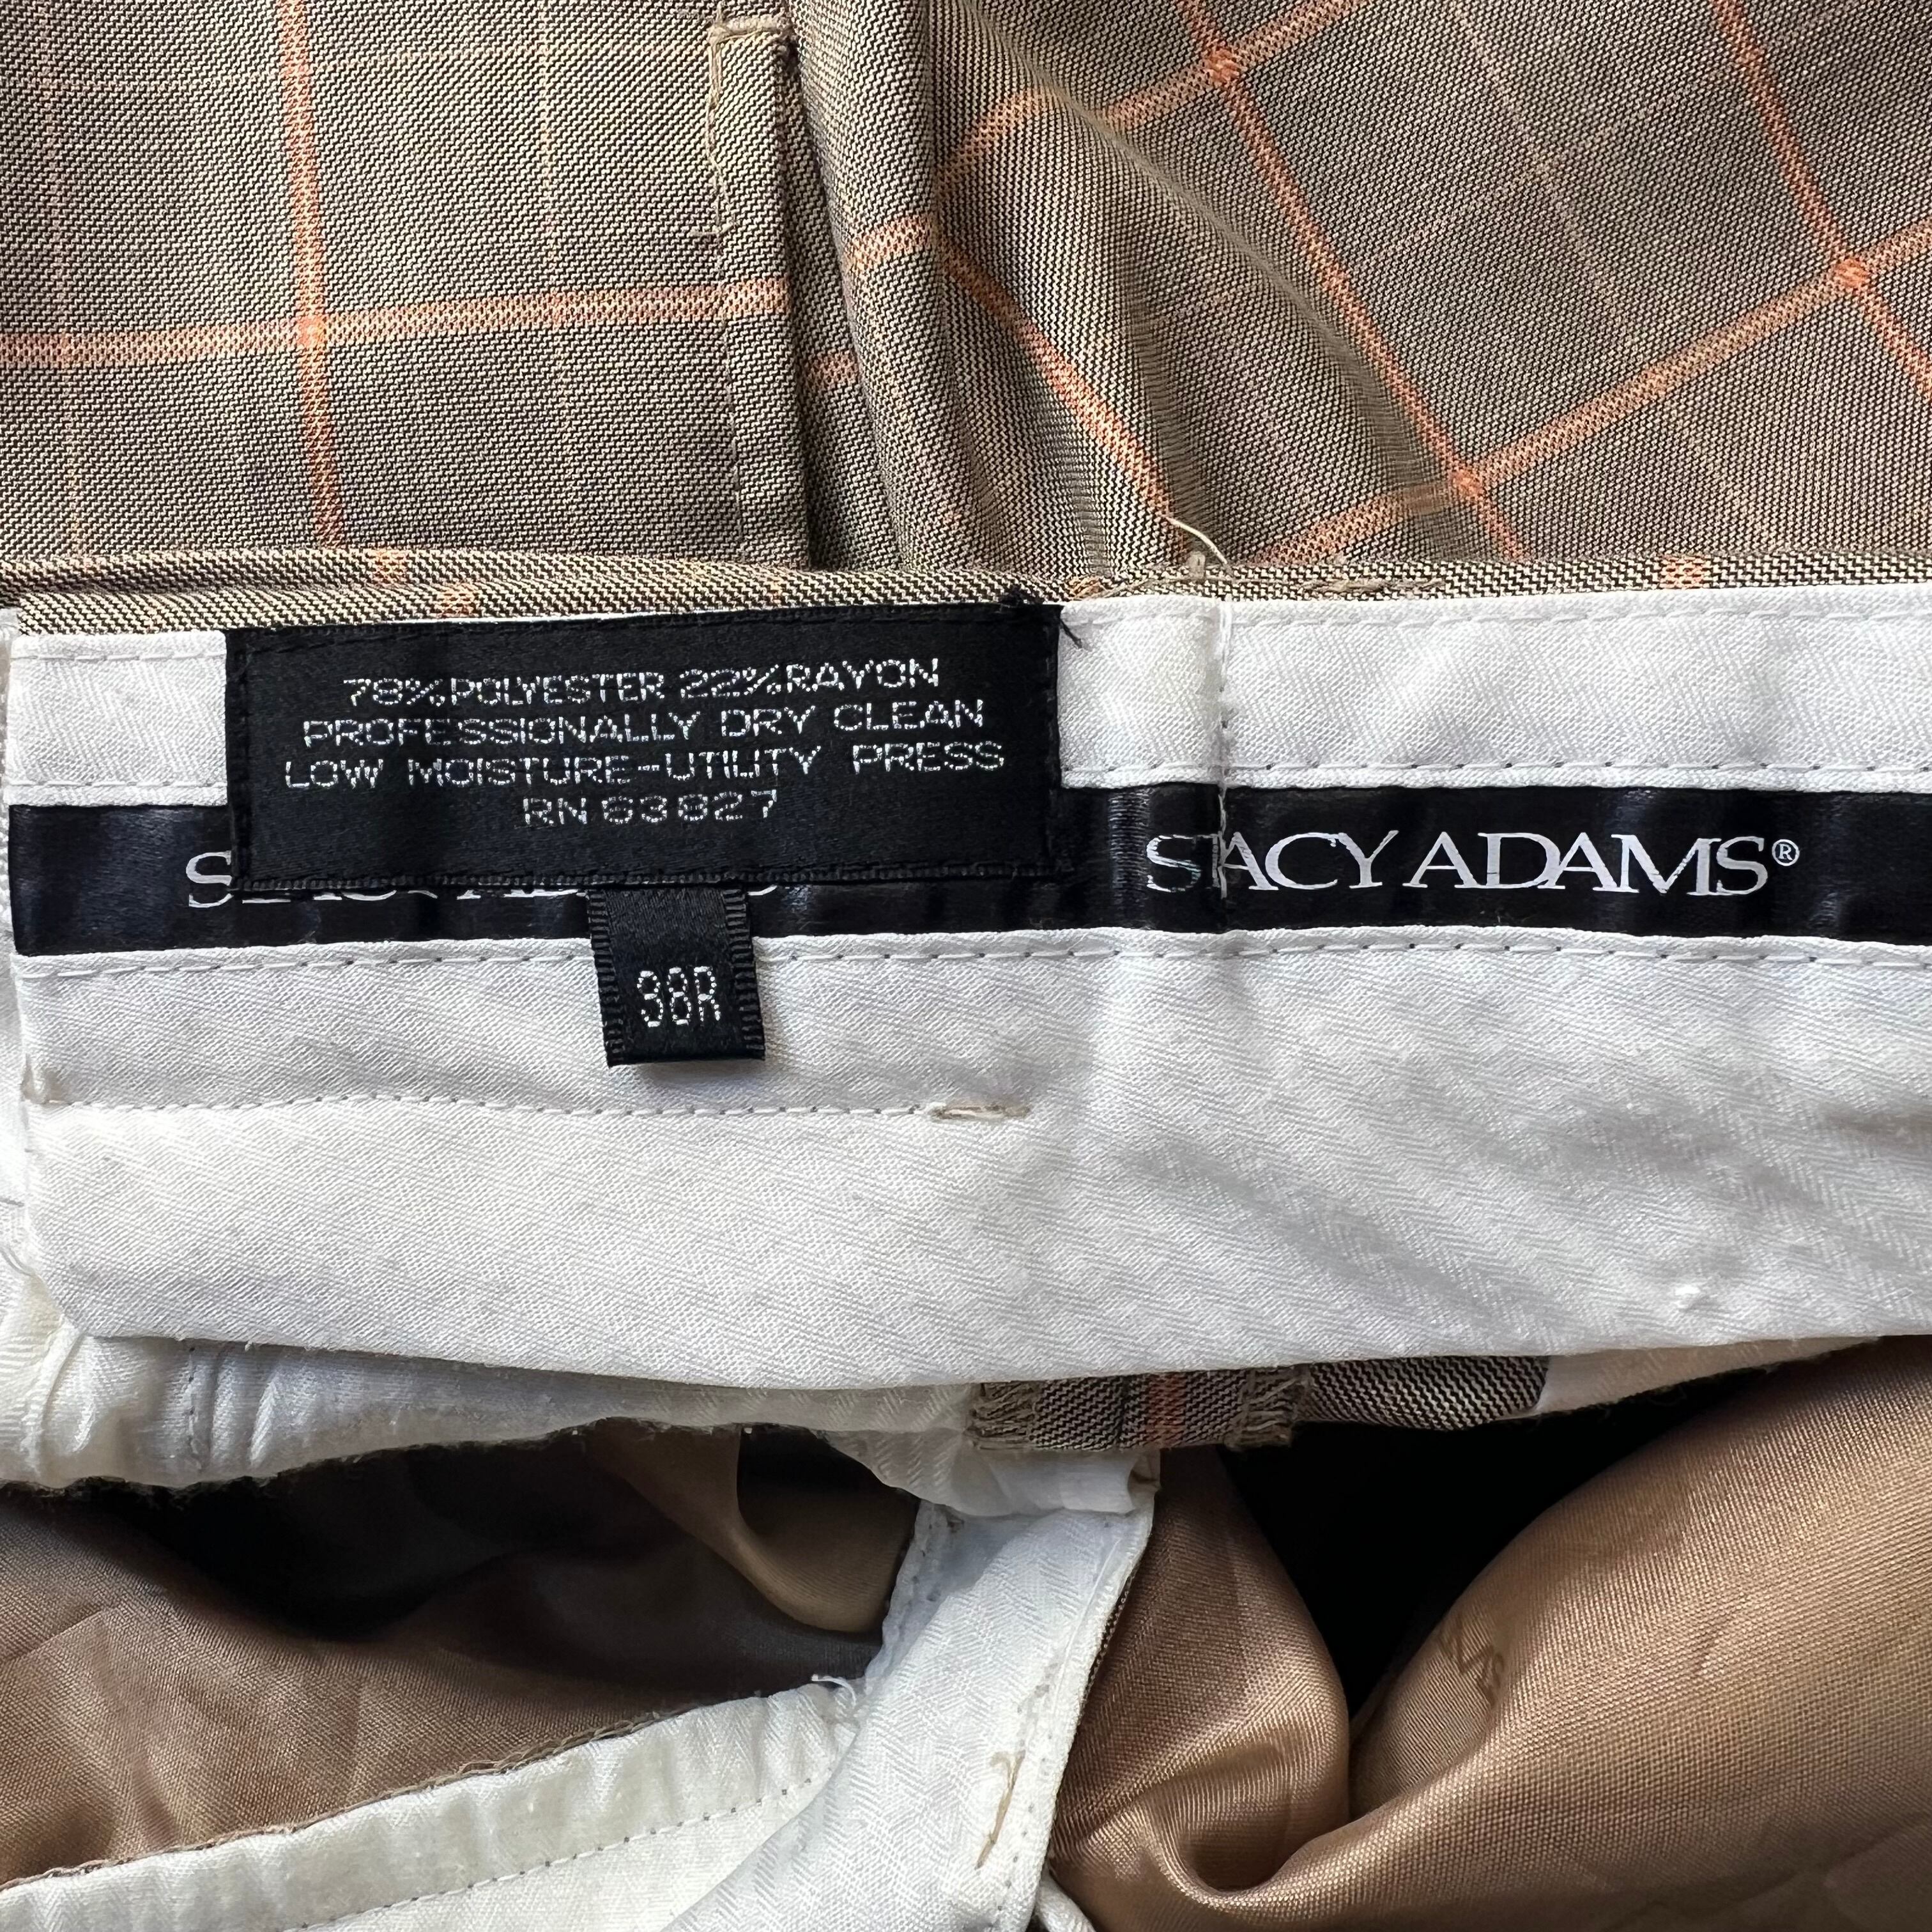 78% POLYESTER 22% RAYON
PROFESSIONALLY DRY CLEAN
LOW MOISTURE-UTILITY PRESS
RN 63827
STACY ADAMS®
38R